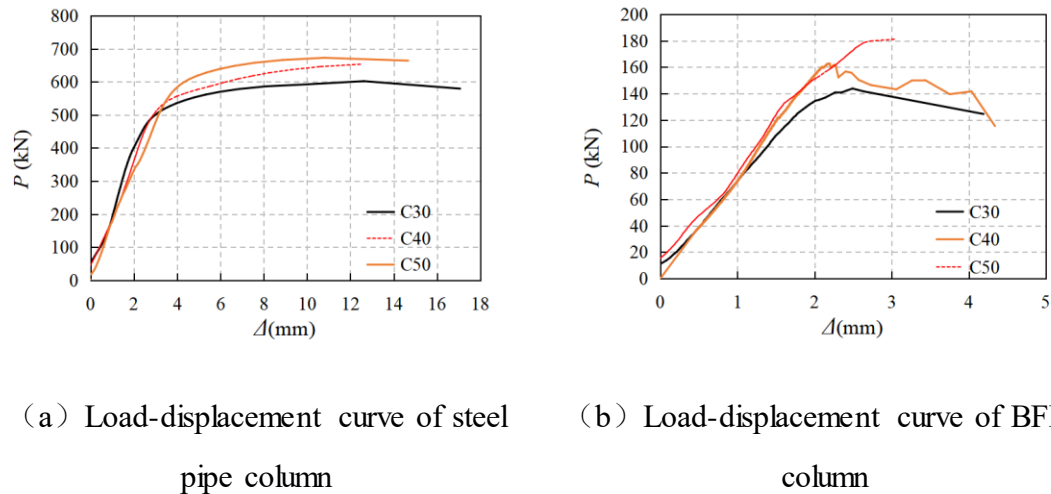 800
700
600
500
400
300
200
100
0
P (kN)
C30
C40
C50
0 2 4 6 8 10 12 14 16 18
Δ(mm)
200
180
160
140
120
100
80
60
40
20
0
P (kN)
C30
C40
C50
0 1 2 3 4 5
Δ(mm)
（a）Load-displacement curve of steel
pipe column
（b）Load-displacement curve of
column